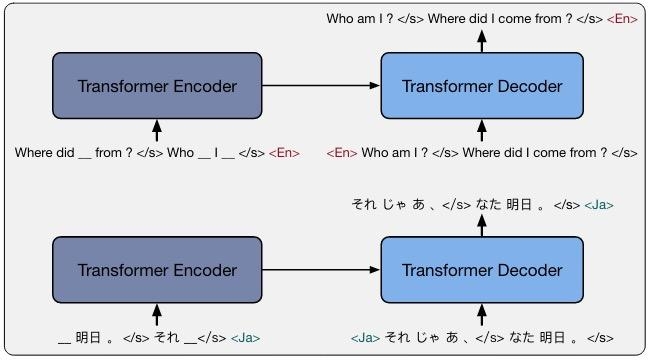 Who am I ? </s> Where did I come from ? </s> <En>
Transformer Encoder
Transformer Decoder
Where did __ from ? </s> Who __ I __ </s> <En>
<En> Who am I ? </s> Where did I come from ? </s>
それ じゃ あ 、</s> なた 明日 。 </s> <Ja>
Transformer Encoder
Transformer Decoder
__ 明日 。 </s> それ __</s> <Ja>
<Ja> それ じゃ あ 、</s> なた 明日 。 </s>